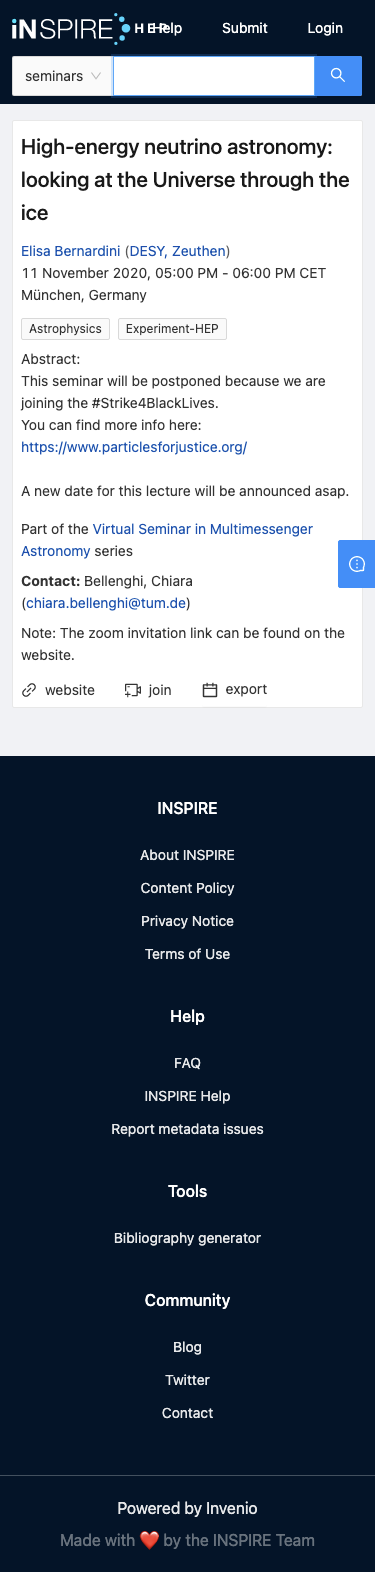 iNSPIRE HEP Help Submit Login
seminars
High-energy neutrino astronomy:
looking at the Universe through the
ice
Elisa Bernardini (DESY, Zeuthen)
11 November 2020, 05:00 PM - 06:00 PM CET
München, Germany
Astrophysics Experiment-HEP
Abstract:
This seminar will be postponed because we are
joining the #Strike4BlackLives.
You can find more info here:
https://www.particlesforjustice.org/
A new date for this lecture will be announced asap.
Part of the Virtual Seminar in Multimessenger
Astronomy series
Contact: Bellenghi, Chiara
(chiara.bellenghi@tum.de)
Note: The zoom invitation link can be found on the
website.
website join export
INSPIRE
About INSPIRE
Content Policy
Privacy Notice
Terms of Use
Help
FAQ
INSPIRE Help
Report metadata issues
Tools
Bibliography generator
Community
Blog
Twitter
Contact
Powered by Invenio
Made with ❤️ by the INSPIRE Team